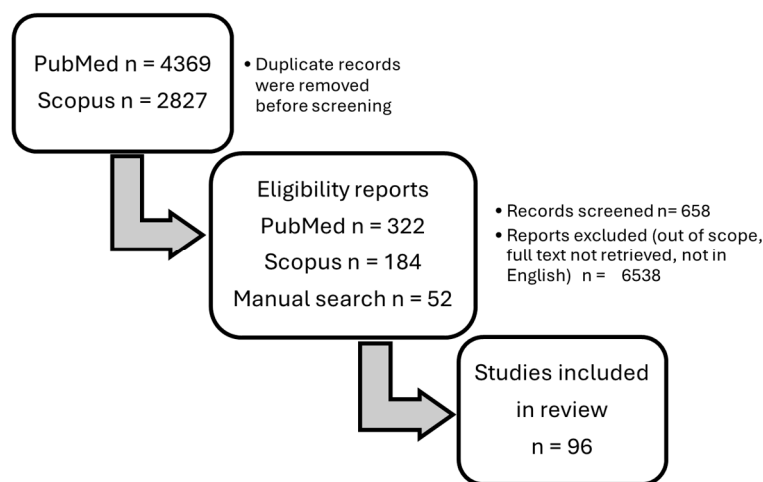 PubMed n = 4369
Scopus n = 2827
• Duplicate records
were removed
before screening
Eligibility reports
PubMed n = 322
Scopus n = 184
Manual search n = 52
• Records screened n= 658
• Reports excluded (out of scope,
full text not retrieved, not in
English) n = 6538
Studies included
in review
n = 96